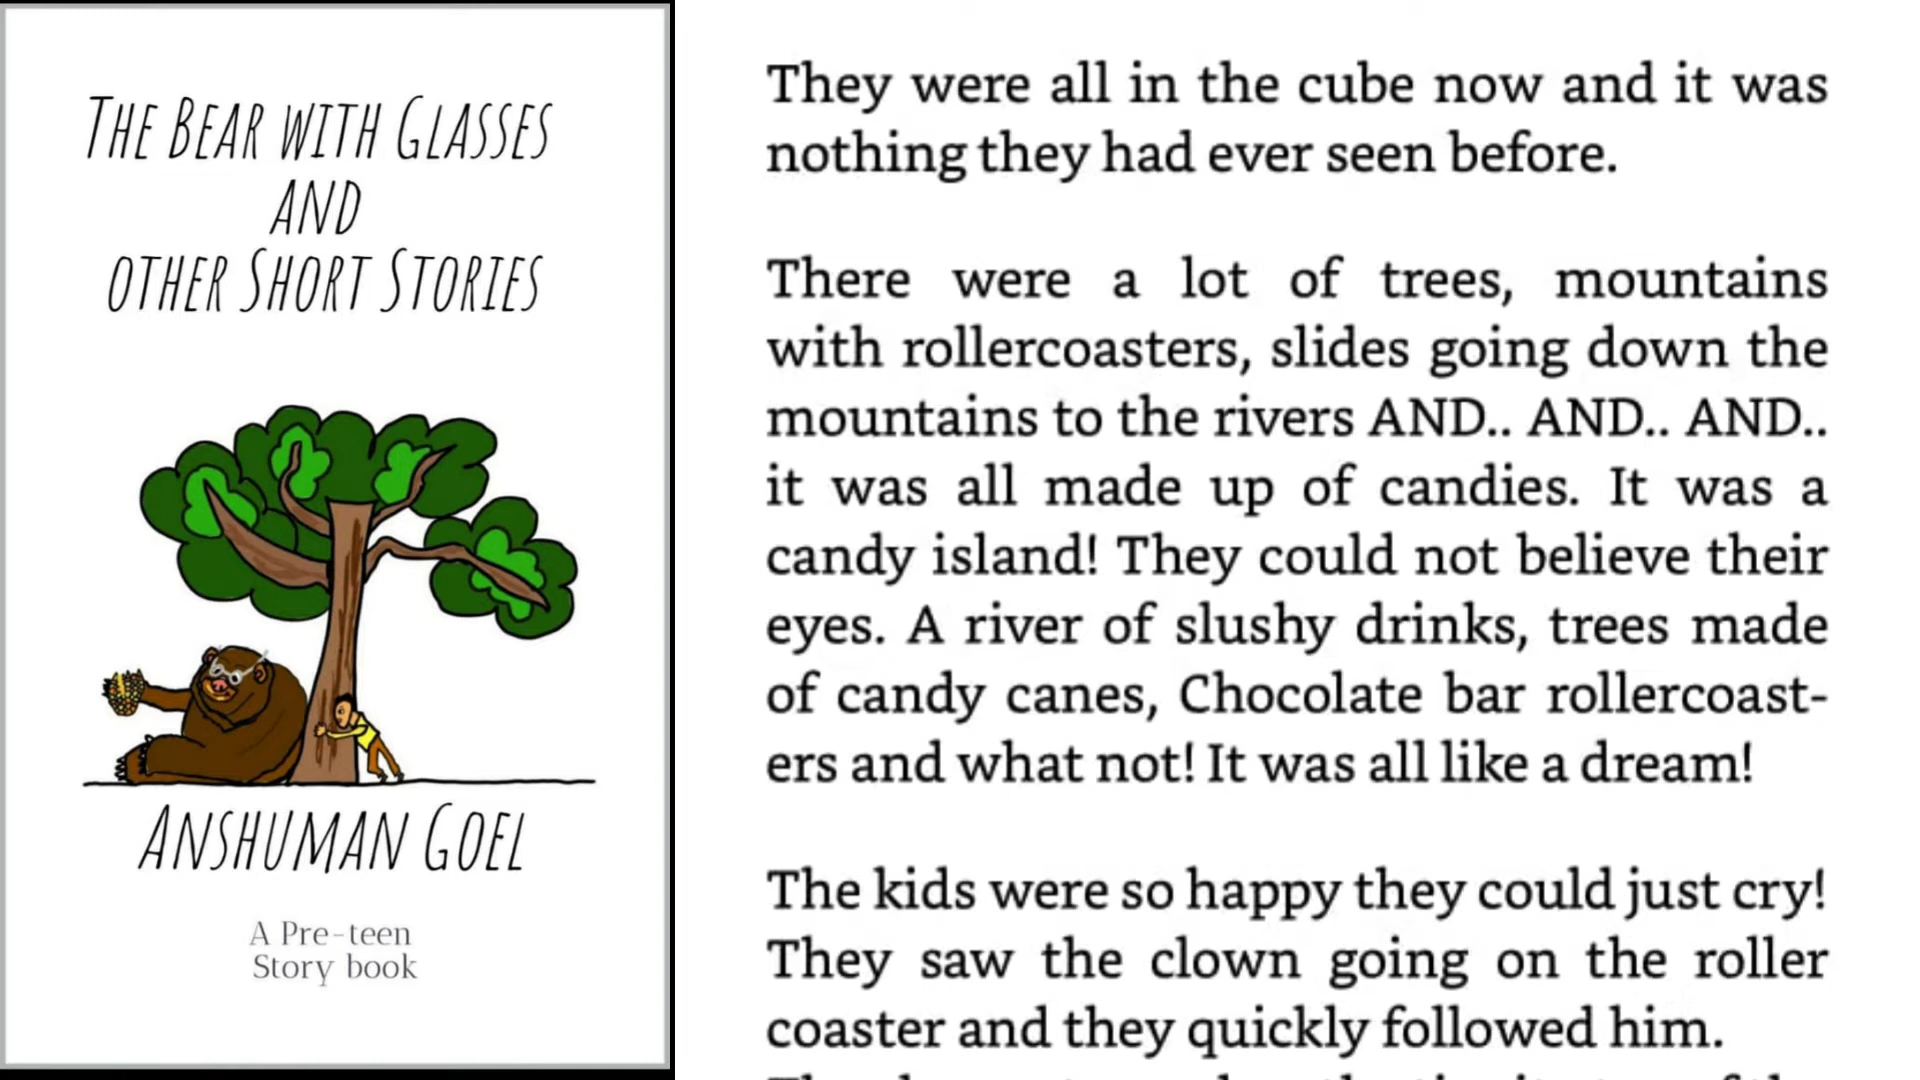 THE BEAR WITH GLASSES
AND
OTHER SHORT STORIES
ANSHUMAN GOEL
A Pre-teen
Story book
They were all in the cube now and it was
nothing they had ever seen before.
There were a lot of trees, mountains
with rollercoasters, slides going down the
mountains to the rivers AND.. AND.. AND..
it was all made up of candies. It was a
candy island! They could not believe their
eyes. A river of slushy drinks, trees made
of candy canes, Chocolate bar rollercoast-
ers and what not! It was all like a dream!
The kids were so happy they could just cry!
They saw the clown going on the roller
coaster and they quickly followed him.